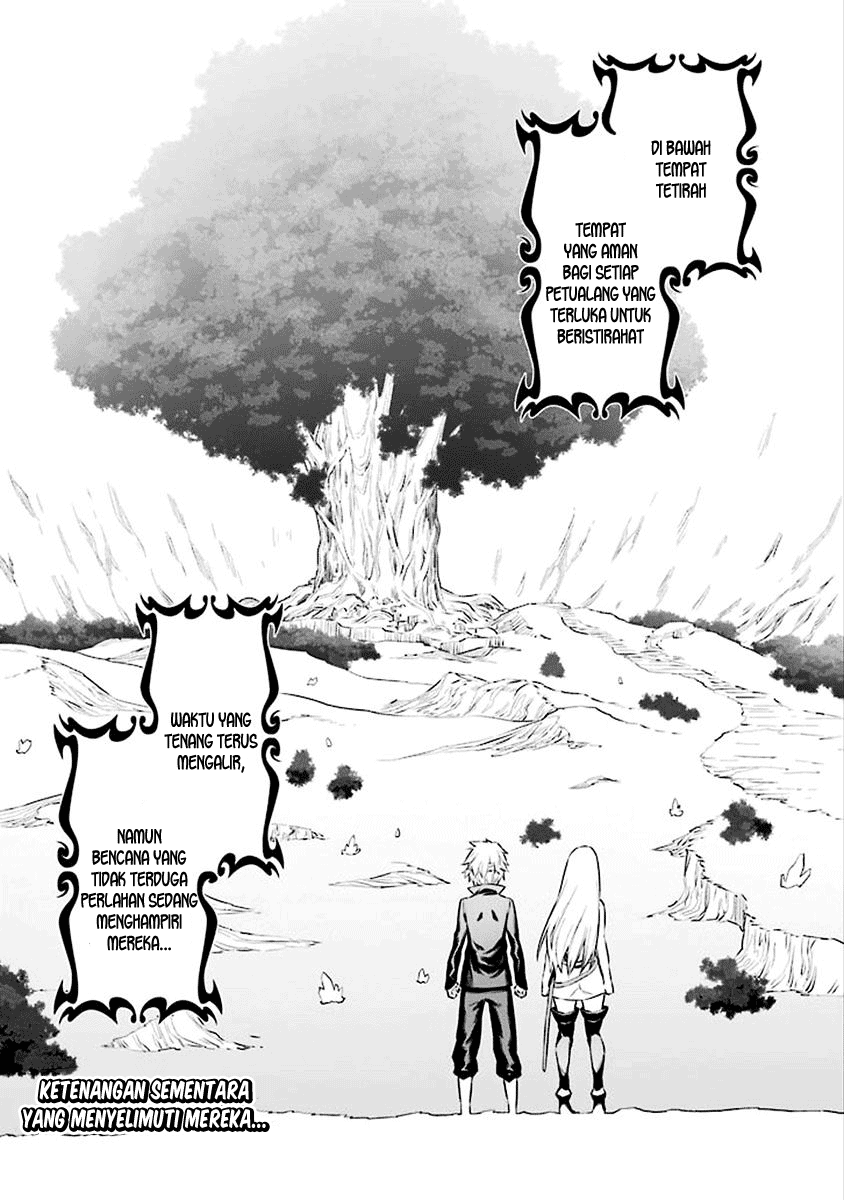 DI BAWAH
TEMPAT
TETIRAH
TEMPAT
YANG AMAN
BAGI SETIAP
PETUALANG YANG
TERLUKA UNTUK
BERISTIRAHAT
WAKTU YANG
TENANG TERUS
MENGALIR,
NAMUN
BENCANA YANG
TIDAK TERDUGA
PERLAHAN SEDANG
MENGHAMPIRI
MEREKA...
KETENANGAN SEMENTARA
YANG MENYELIMUTI MEREKA...